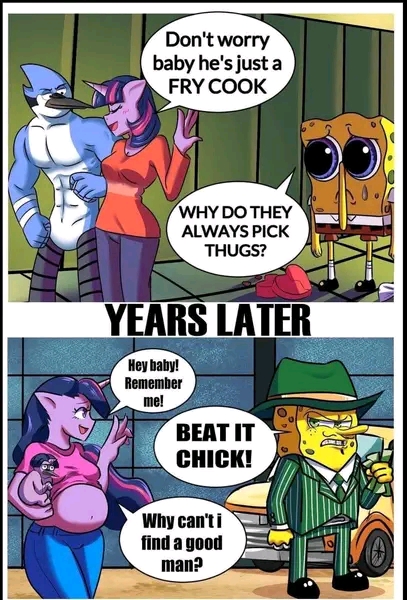 Don't worry
baby he's just a
FRY COOK
WHY DO THEY
ALWAYS PICK
THUGS?
YEARS LATER
Hey baby!
Remember
me!
BEAT IT
CHICK!
Why can't i
find a good
man?